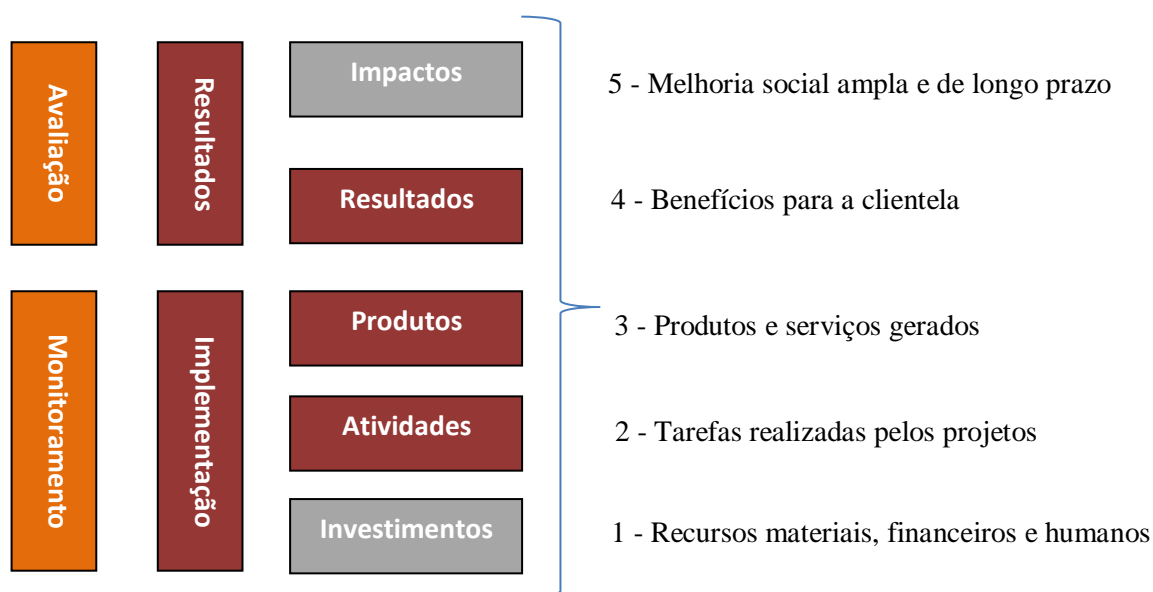 Avaliação
Resultados
Impactos
5 - Melhoria social ampla e de longo prazo
Resultados
4 - Benefícios para a clientela
Monitoramento
Implementação
Produtos
3 - Produtos e serviços gerados
Atividades
2 - Tarefas realizadas pelos projetos
Investimentos
1 - Recursos materiais, financeiros e humanos